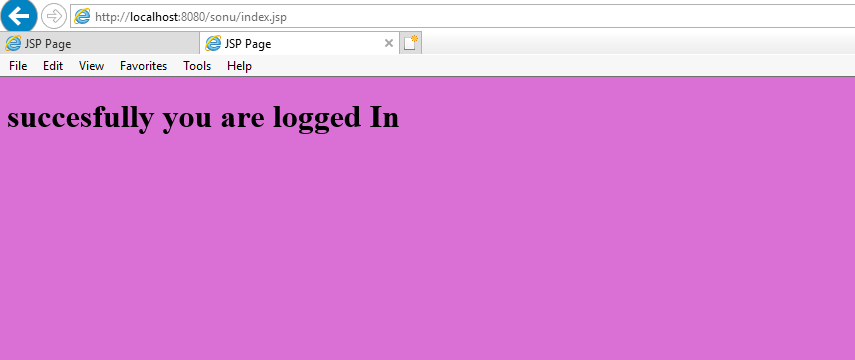 http://localhost:8080/sonu/index.jsp
JSP Page
JSP Page
File Edit View Favorites Tools Help
succesfully you are logged In